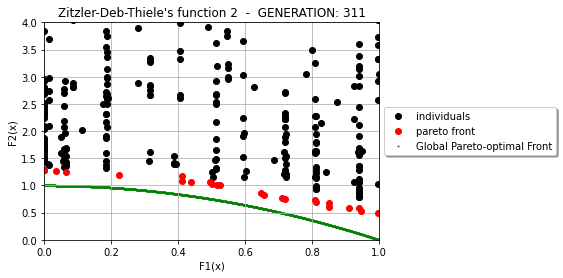 Zitzler-Deb-Thiele's function 2 - GENERATION: 311
4.0
3.5
3.0
2.5
2.0
1.5
1.0
0.5
0.0
F2(x)
0.0 0.2 0.4 0.6 0.8 1.0
F1(x)
individuals
pareto front
Global Pareto-optimal Front